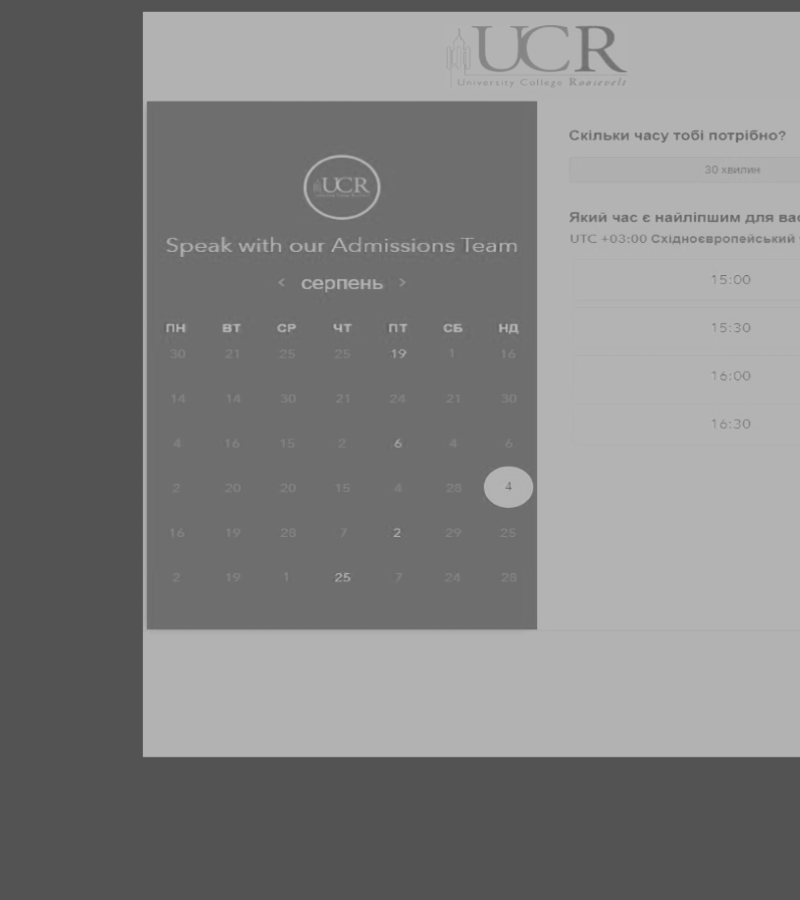 UCR
University College Roosevelt
UCR
Speak with our Admissions Team
< серпень >
ПН ВТ СР ЧТ ПТ СБ НД
30 21 25 25 19 1 16
14 14 30 21 24 21 30
4 16 15 2 6 4 6
2 20 20 15 4 28 4
16 19 28 7 2 29 25
2 19 1 25 7 24 28
Скільки часу тобі потрібно?
30 хвилин
Який час є найліпшим для вас
UTC +03:00 Східноєвропейський
15:00
15:30
16:00
16:30